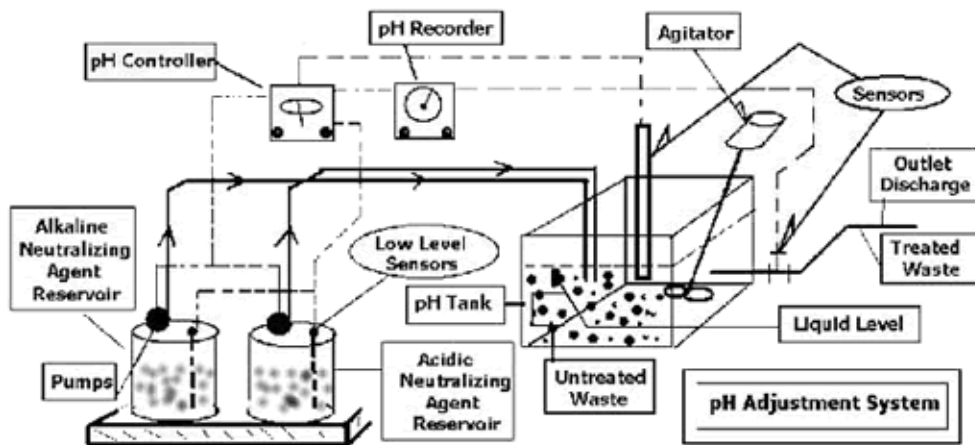 pH Recorder
Agitator
pH Controller
Sensors
Outlet
Discharge
Alkaline
Neutralizing
Agent
Reservoir
Low Level
Sensors
Treated
Waste
pH Tank
Liquid Level
Pumps
Acidic
Neutralizing
Agent
Reservoir
Untreated
Waste
pH Adjustment System